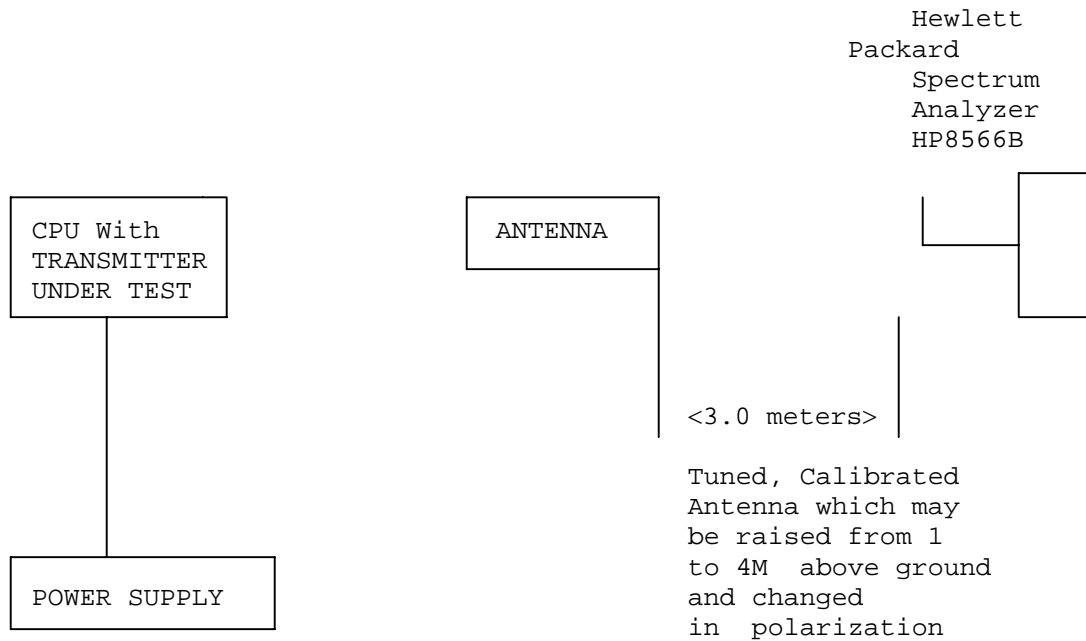 Hewlett
Packard
Spectrum
Analyzer
HP8566B
CPU With
TRANSMITTER
UNDER TEST
ANTENNA
<3.0 meters>
Tuned, Calibrated
Antenna which may
be raised from 1
to 4M above ground
and changed
in polarization
POWER SUPPLY